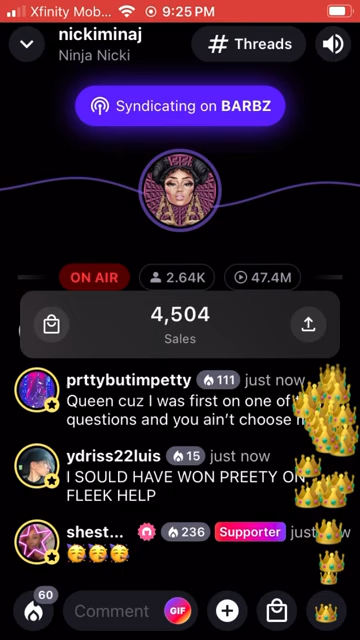 Xfinity Mob... 9:25 PM
nickiminaj
Ninja Nicki
# Threads
Syndicating on BARBZ
ON AIR 2.64K 47.4M
4,504
Sales
prttybutimpetty 111 just now
Queen cuz I was first on one of
questions and you ain't choose
ydriss22luis 15 just now
I SOULD HAVE WON PREETY ON
FLEEK HELP
shest... 236 Supporter just now
🥳🥳🥳
60
Comment GIF